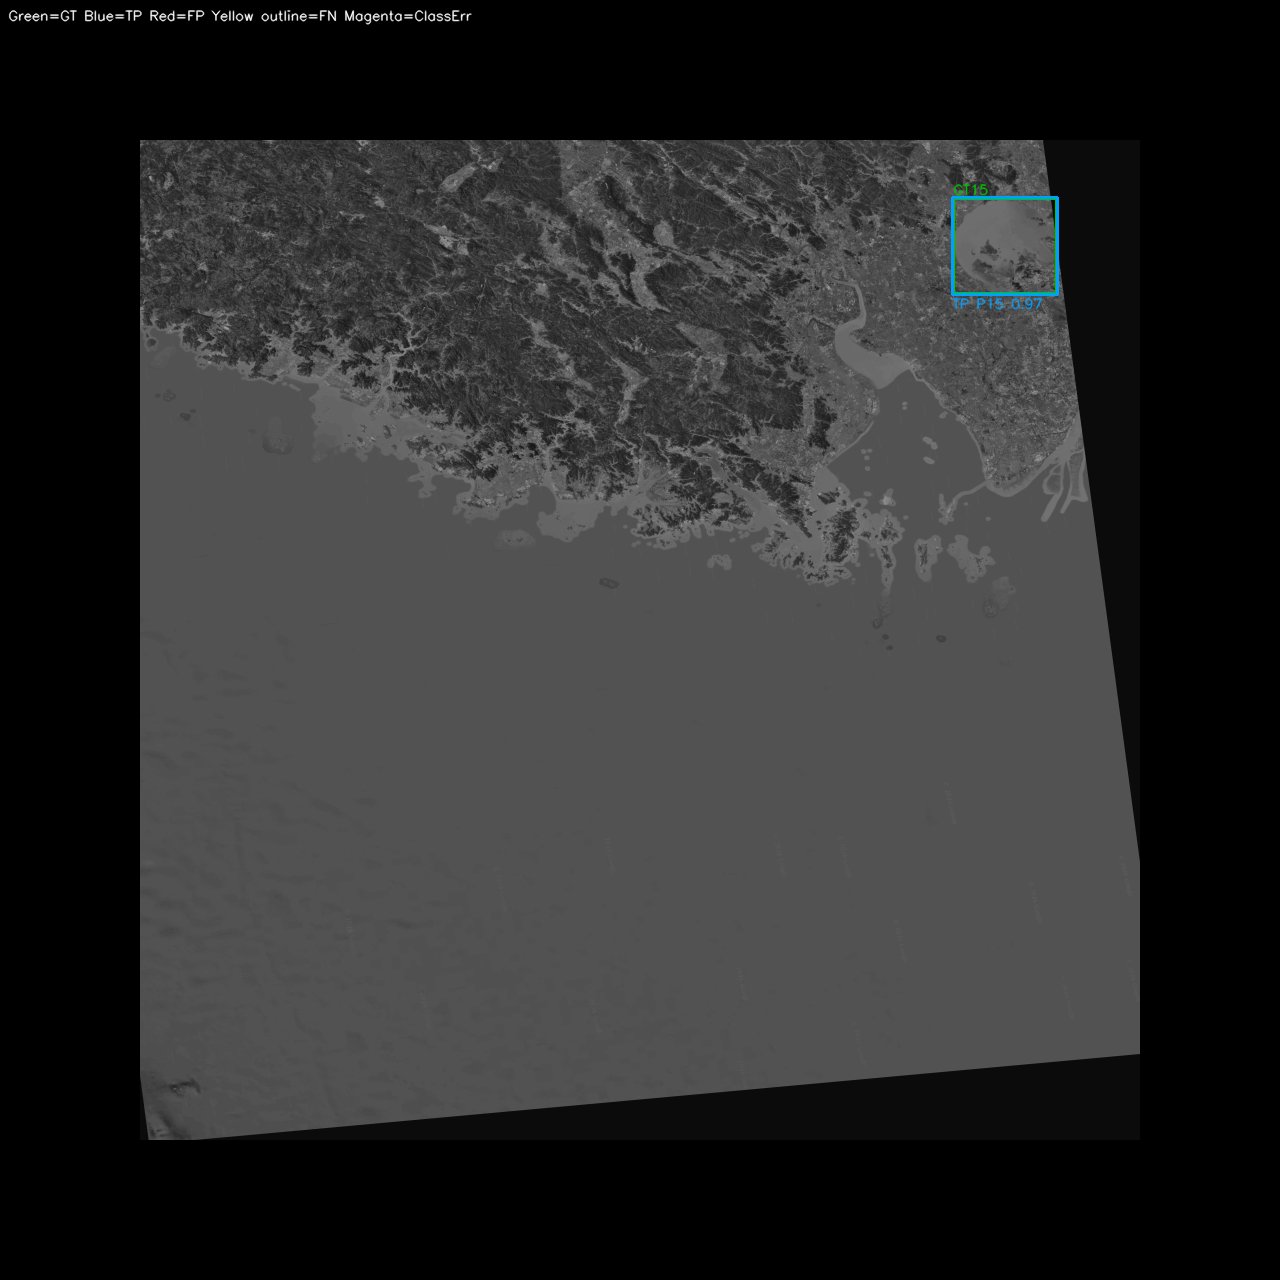 Green=GT Blue=TP Red=FP Yellow outline=FN Magenta=ClassErr
GT15
TP P15 0.97